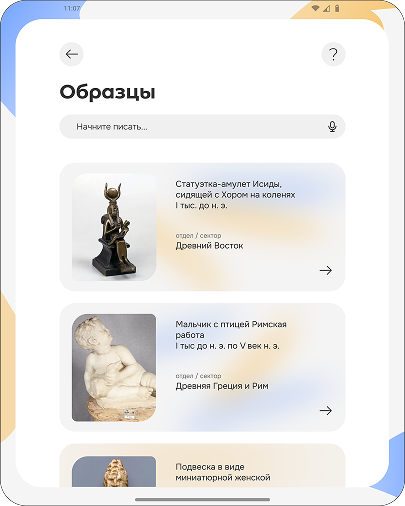 11:07
Образцы
Начните писать...
Статуэтка-амулет Исиды,
сидящей с Хором на коленях
I тыс. до н. э.
отдел / сектор
Древний Восток
Мальчик с птицей Римская
работа
I тыс до н. э. по V век н. э.
отдел / сектор
Древняя Греция и Рим
Подвеска в виде
миниатюрной женской